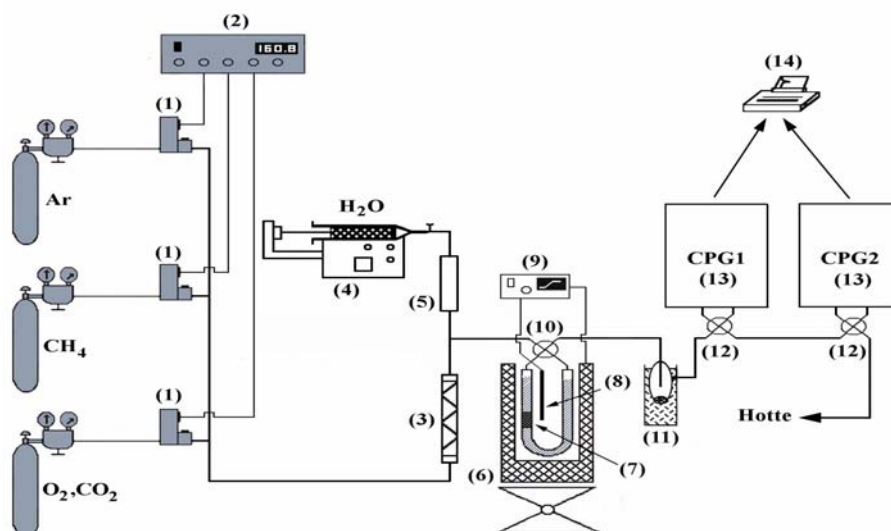 (2)
160.8
(1)
Ar
(1)
CH4
(1)
O2,CO2
H2O
(4)
(5)
(3)
(9)
(10)
(8)
(7)
(6)
(11)
(14)
CPG1
(13)
(12)
CPG2
(13)
(12)
Hotte